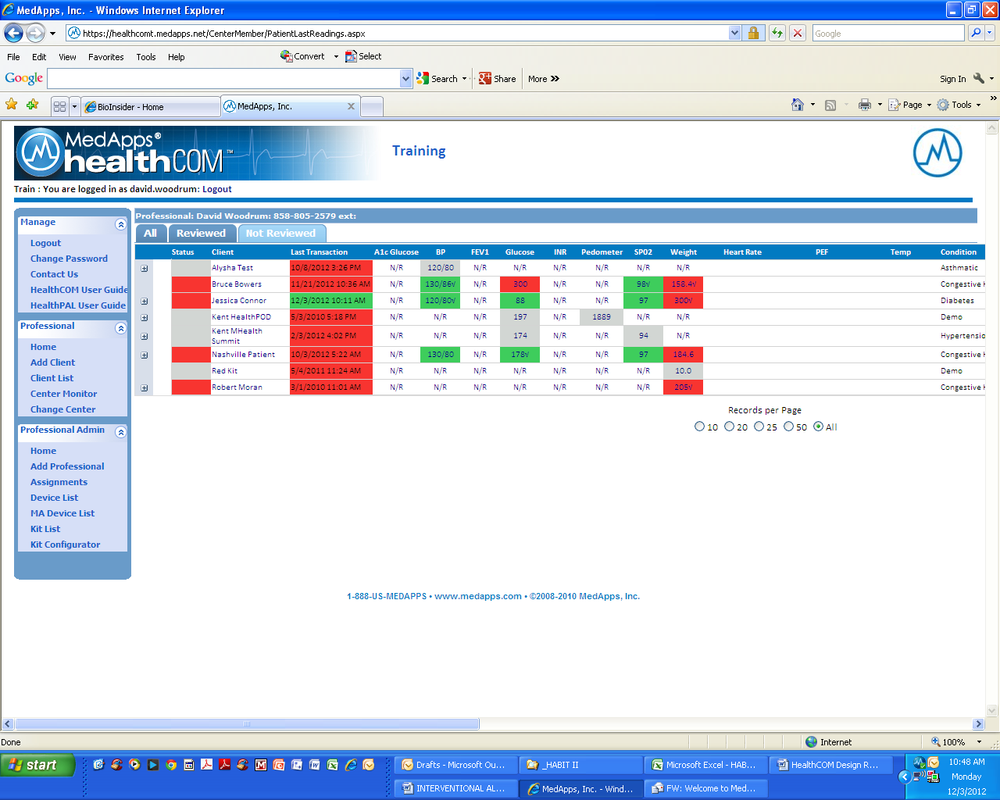 MedApps, Inc. - Windows Internet Explorer
https://healthcomt.medapps.net/CenterMember/PatientLastReadings.aspx
Google
File Edit View Favorites Tools Help Convert Select
Google Search Share More » Sign In
BioInsider - Home MedApps, Inc. Page Tools
MedApps®
healthCOM™
Training
Train : You are logged in as david.woodrum: Logout
Professional: David Woodrum: 858-805-2579 ext:
All Reviewed Not Reviewed
Manage
Logout
Change Password
Contact Us
HealthCOM User Guide
HealthPAL User Guide
Professional
Home
Add Client
Client List
Center Monitor
Change Center
Professional Admin
Home
Add Professional
Assignments
Device List
MA Device List
Kit List
Kit Configurator
Status Client Last Transaction A1c Glucose BP FEV1 Glucose INR Pedometer SP02 Weight Heart Rate PEF Temp Condition
Alysha Test 10/8/2012 3:26 PM N/R 120/80 N/R N/R N/R N/R N/R N/R Asthmatic
Bruce Bowers 11/21/2012 10:36 AM N/R 130/86√ N/R 300 N/R N/R 98√ 158.4√ Congestive H
Jessica Connor 12/3/2012 10:11 AM N/R 120/80√ N/R 88 N/R N/R 97 300√ Diabetes
Kent HealthPOD 5/3/2010 5:18 PM N/R N/R N/R 197 N/R 1889 N/R N/R Demo
Kent MHealth
Summit 2/3/2012 4:02 PM N/R N/R N/R 174 N/R N/R 94 N/R Hypertensio
Nashville Patient 10/3/2012 5:22 AM N/R 130/80 N/R 178√ N/R N/R 97 184.6 Congestive H
Red Kit 5/4/2011 11:24 AM N/R N/R N/R N/R N/R N/R N/R 10.0 Demo
Robert Moran 3/1/2010 11:01 AM N/R N/R N/R N/R N/R N/R N/R 205√ Congestive H
Records per Page
10 20 25 50 All
1-888-US-MEDAPPS • www.medapps.com • ©2008-2010 MedApps, Inc.
Done Internet 100%
start
Drafts - Microsoft Ou... _HABIT II Microsoft Excel - HAB... HealthCOM Design R...
INTERVENTIONAL AL... MedApps, Inc. - Wind... FW: Welcome to Med...
10:48 AM
Monday
12/3/2012